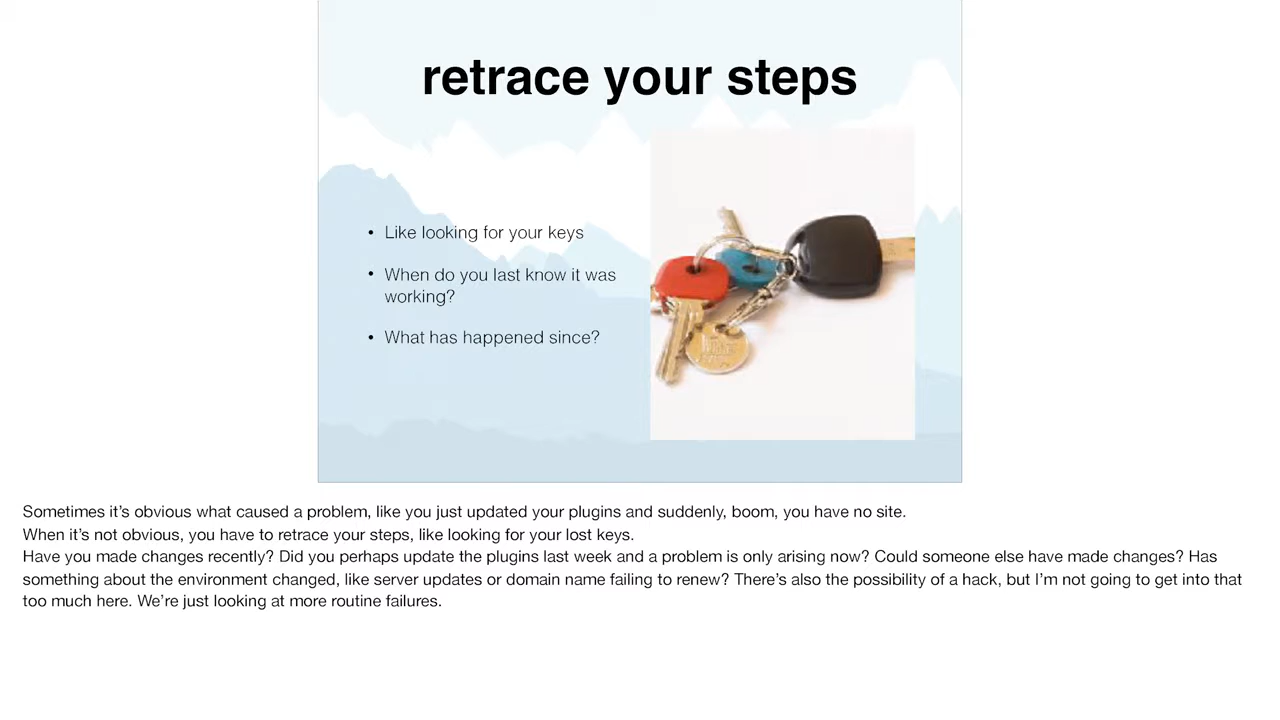 retrace your steps
• Like looking for your keys
• When do you last know it was
working?
• What has happened since?
Sometimes it’s obvious what caused a problem, like you just updated your plugins and suddenly, boom, you have no site.
When it’s not obvious, you have to retrace your steps, like looking for your lost keys.
Have you made changes recently? Did you perhaps update the plugins last week and a problem is only arising now? Could someone else have made changes? Has
something about the environment changed, like server updates or domain name failing to renew? There’s also the possibility of a hack, but I’m not going to get into that
too much here. We’re just looking at more routine failures.